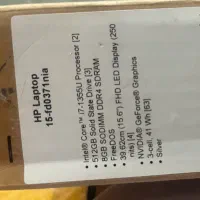 HP Laptop
15-fd0371nia
• Intel® Core™ i7-1355U Processor [2]
• 512GB Solid State Drive [3]
• 8GB SODIMM DDR4 SDRAM
• FreeDOS
• 39.62cm (15.6") FHD LED Display (250
nits) [4]
• NVIDIA® GeForce® Graphics
• 3-cell, 41 Wh [63]
• Silver